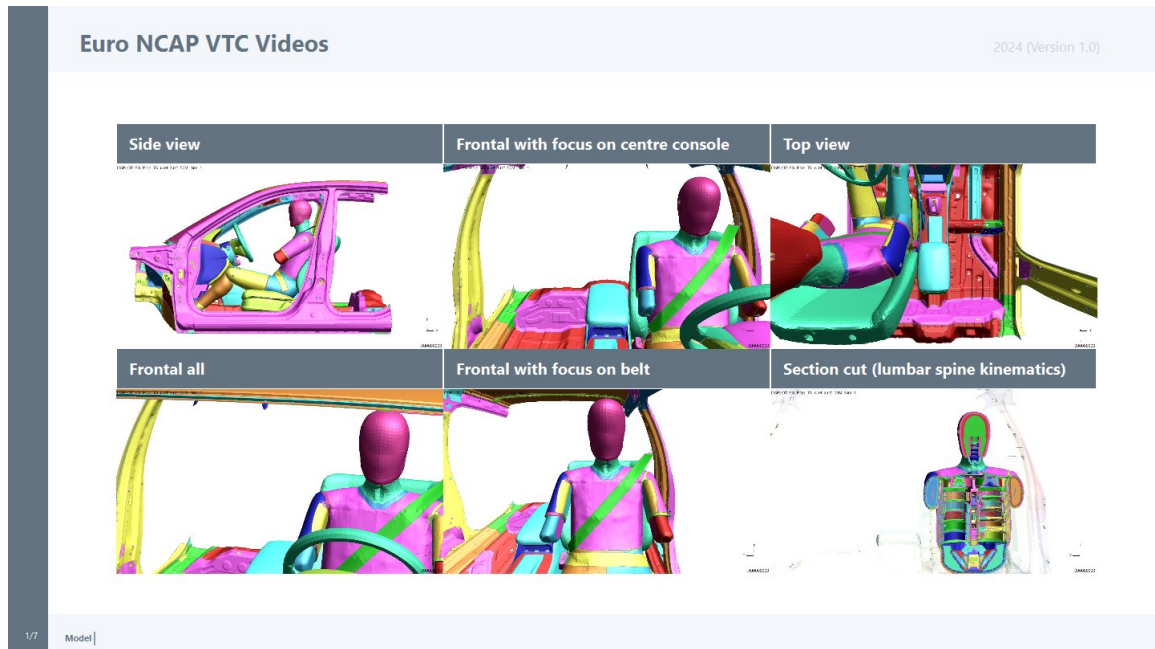 Euro NCAP VTC Videos
2024 (Version 1.0)
Side view
Frontal with focus on centre console
Top view
Frontal all
Frontal with focus on belt
Section cut (lumbar spine kinematics)
1/7
Model